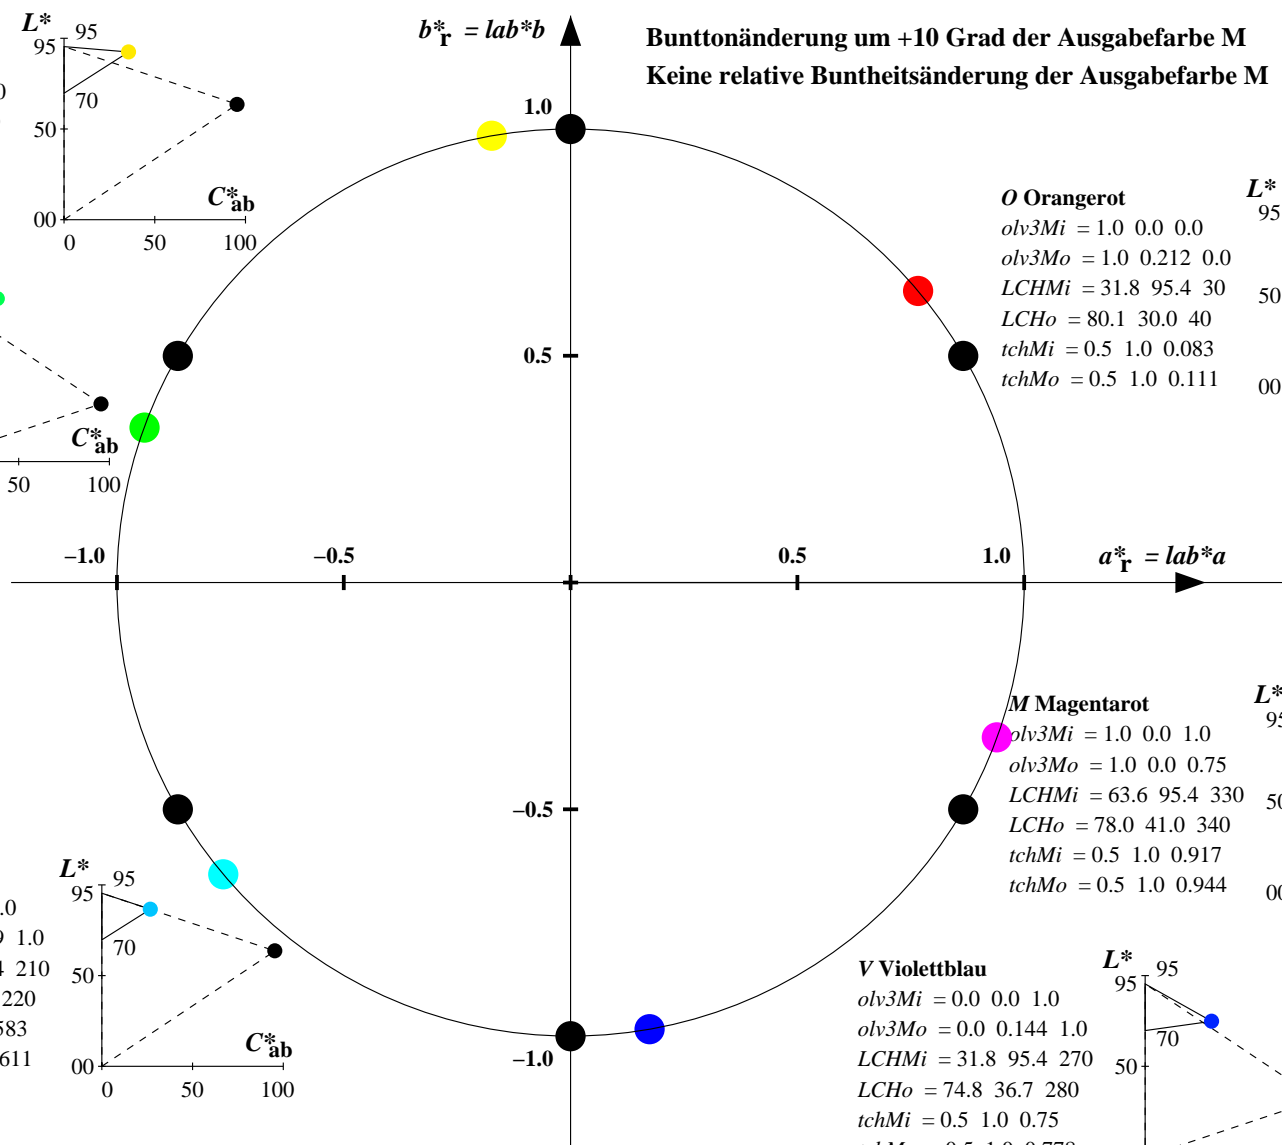 Bunttonänderung um +10 Grad der Ausgabefarbe M
Keine relative Buntheitsänderung der Ausgabefarbe M
b*r = lab*b
a*r = lab*a
1.0
0.5
–1.0
–0.5
0.5
1.0
–0.5
–1.0
L*
95
95
70
50
00
C*ab
0
50
100
0
C*ab
50
100
O Orangerot
olv3Mi = 1.0 0.0 0.0
olv3Mo = 1.0 0.212 0.0
LCHMi = 31.8 95.4 30
LCHo = 80.1 30.0 40
tchMi = 0.5 1.0 0.083
tchMo = 0.5 1.0 0.111
L*
95
50
00
M Magentarot
olv3Mi = 1.0 0.0 1.0
olv3Mo = 1.0 0.0 0.75
LCHMi = 63.6 95.4 330
LCHo = 78.0 41.0 340
tchMi = 0.5 1.0 0.917
tchMo = 0.5 1.0 0.944
L*
.0
1.0
210
220
583
611
L*
95
95
70
50
00
C*ab
0
50
100
V Violettblau
olv3Mi = 0.0 0.0 1.0
olv3Mo = 0.0 0.144 1.0
LCHMi = 31.8 95.4 270
LCHo = 74.8 36.7 280
tchMi = 0.5 1.0 0.75
L*
95
95
70
50